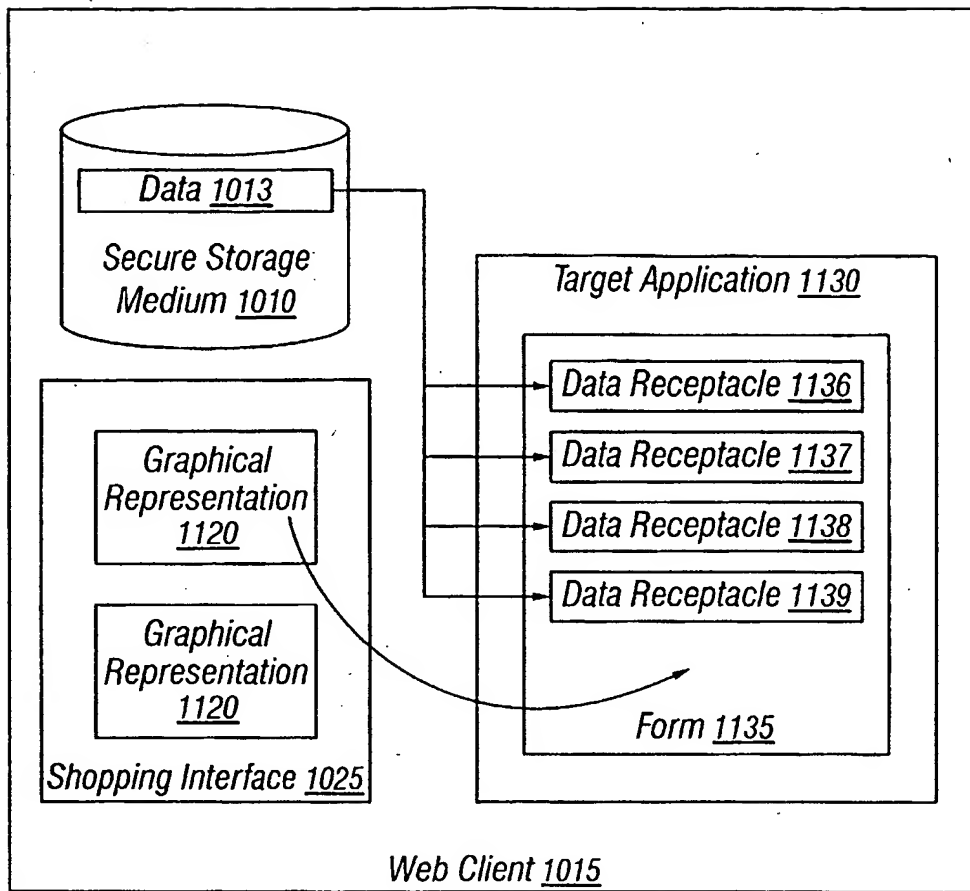 Data 1013
Secure Storage
Medium 1010
Target Application 1130
Data Receptacle 1136
Data Receptacle 1137
Data Receptacle 1138
Data Receptacle 1139
Form 1135
Graphical
Representation
1120
Graphical
Representation
1120
Shopping Interface 1025
Web Client 1015